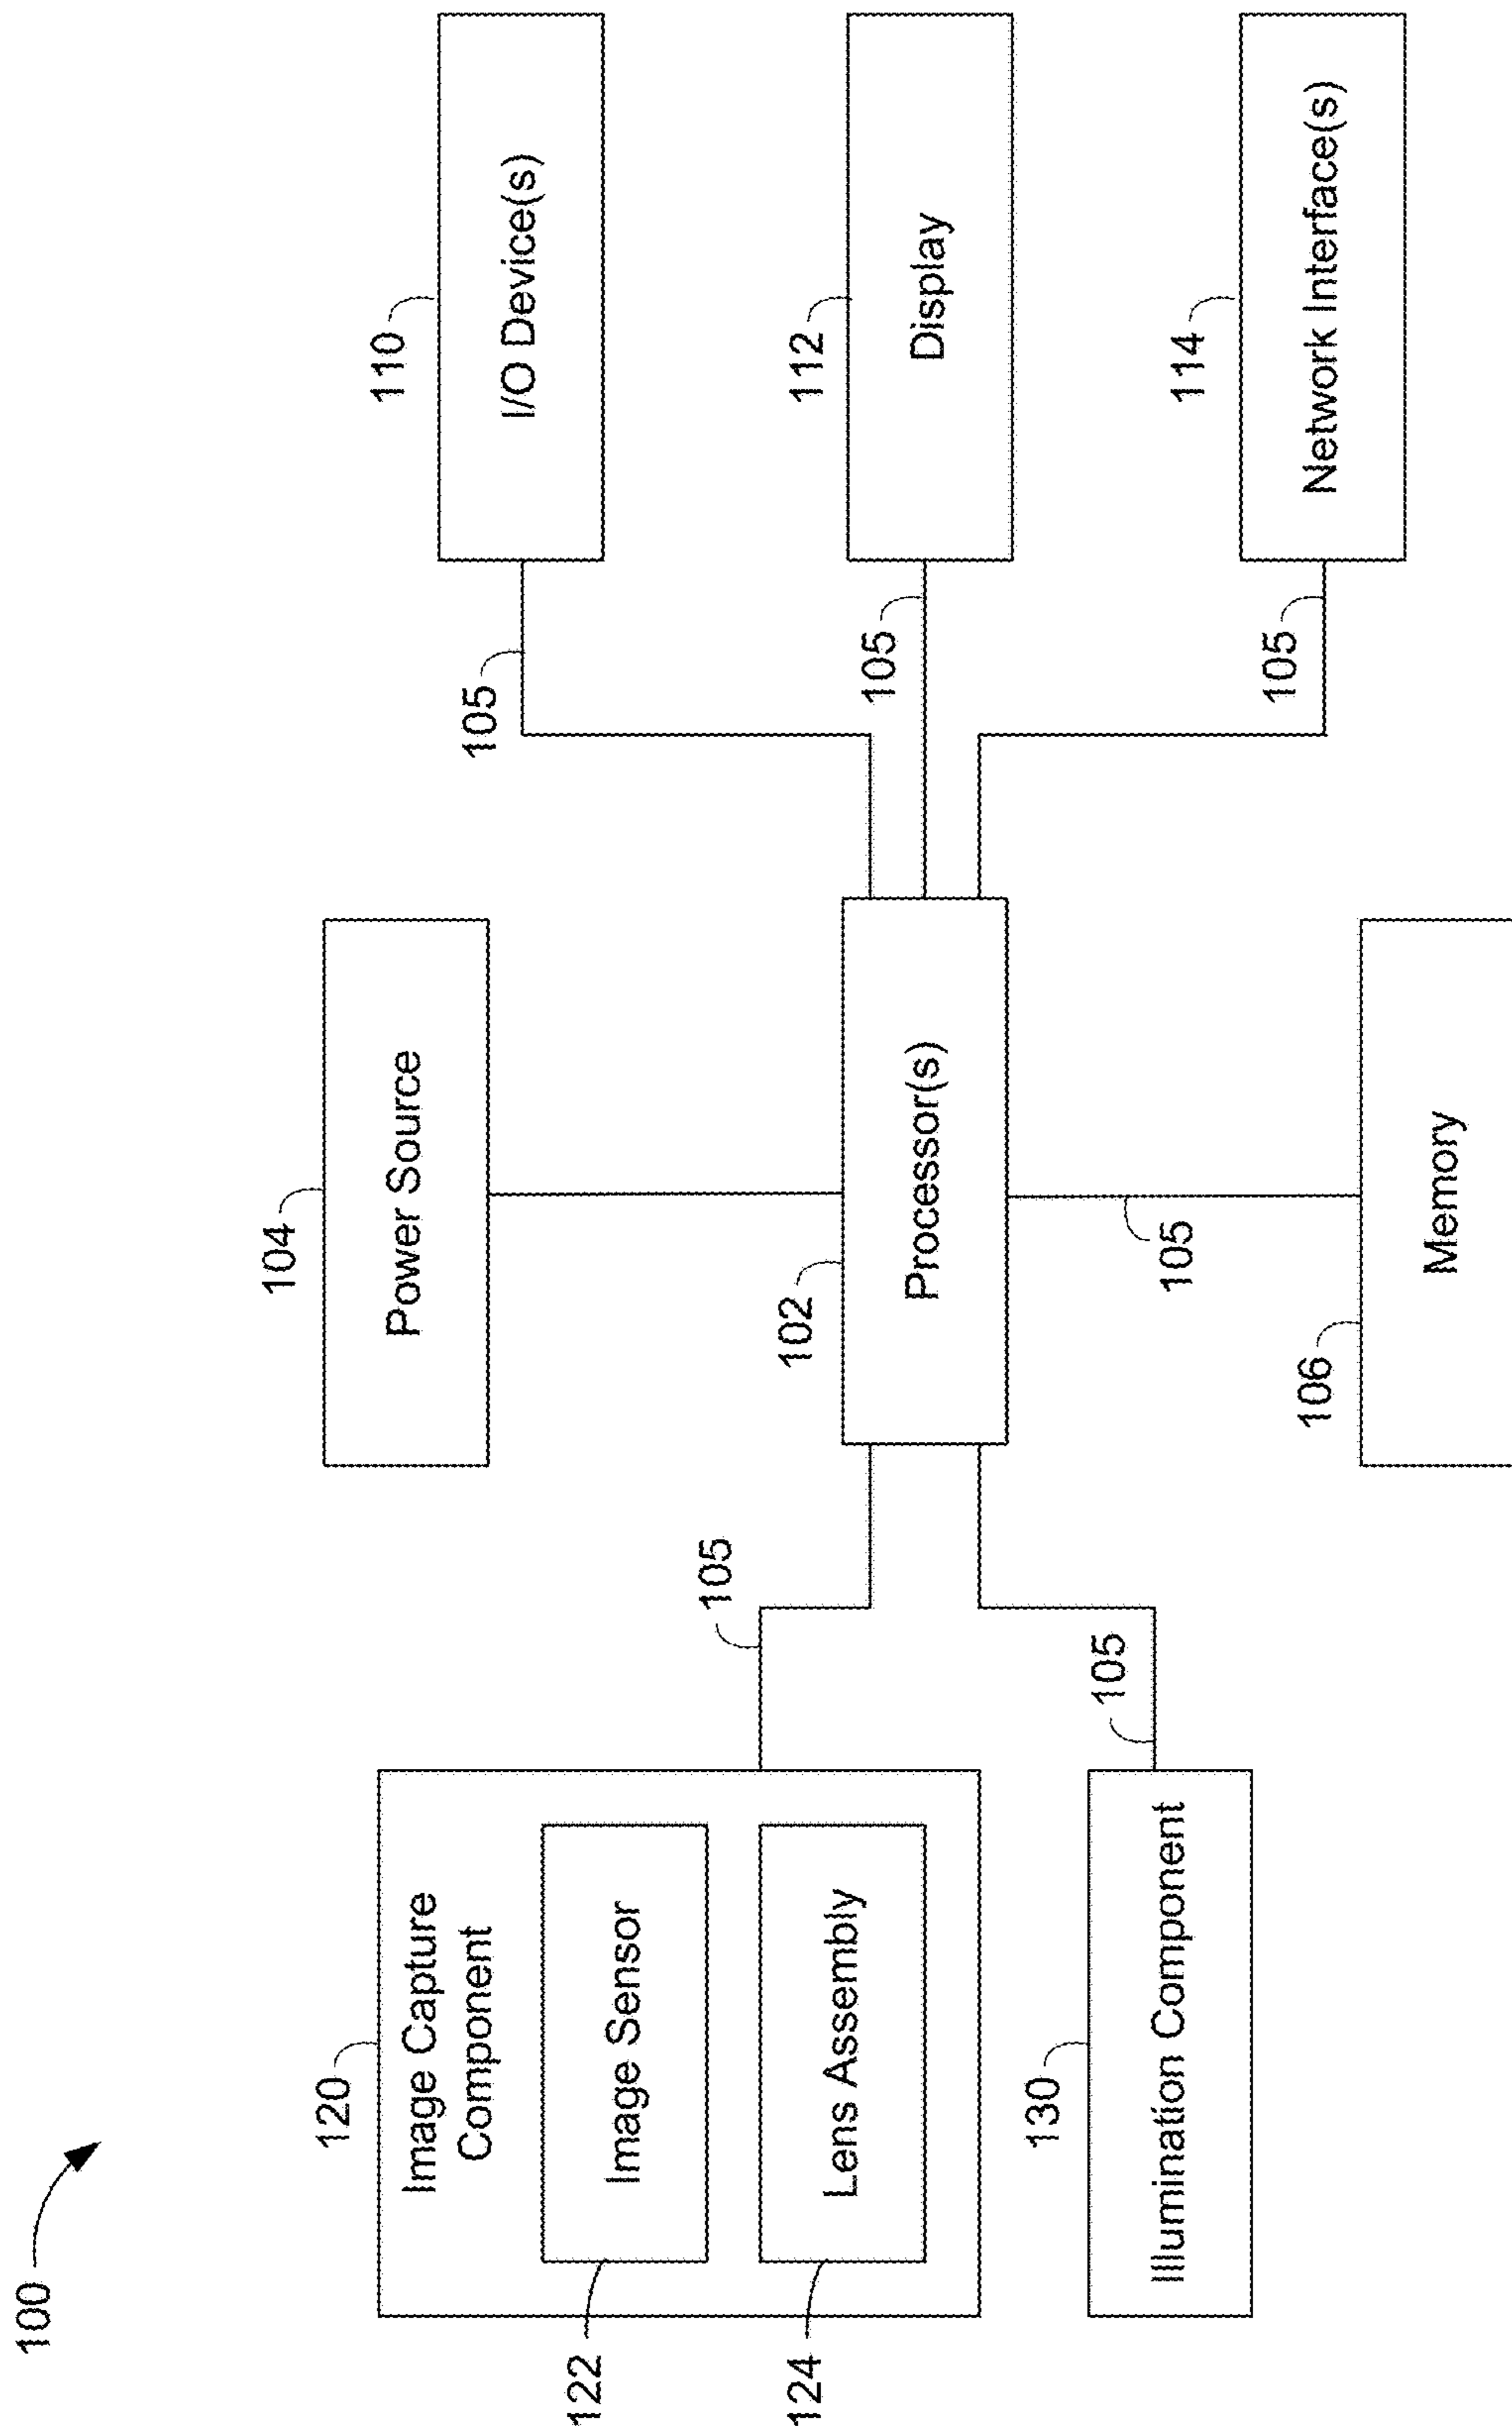 100
120
Image Capture
Component
122
Image Sensor
124
Lens Assembly
130
Illumination Component
105
105
104
Power Source
102
Processor(s)
105
106
Memory
105
110
I/O Device(s)
105
112
Display
105
114
Network Interface(s)